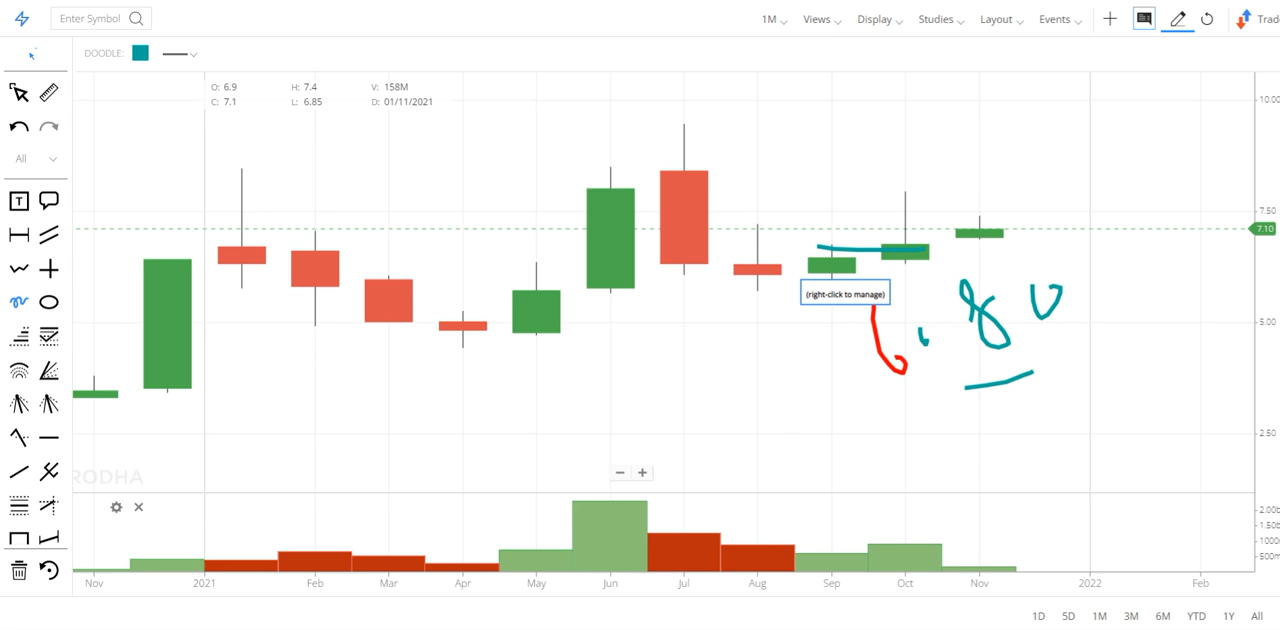 Enter Symbol 1M Views Display Studies Layout Events Trad
DOODLE:
O: 6.9 H: 7.4 V: 158M
C: 7.1 L: 6.85 D: 01/11/2021
All
T
10.00
7.50
7.10
(right-click to manage)
5.00
2.50
RODHA
2.00b
1.50b
1000
500m
Nov 2021 Feb Mar Apr May Jun Jul Aug Sep Oct Nov 2022 Feb
1D 5D 1M 3M 6M YTD 1Y All